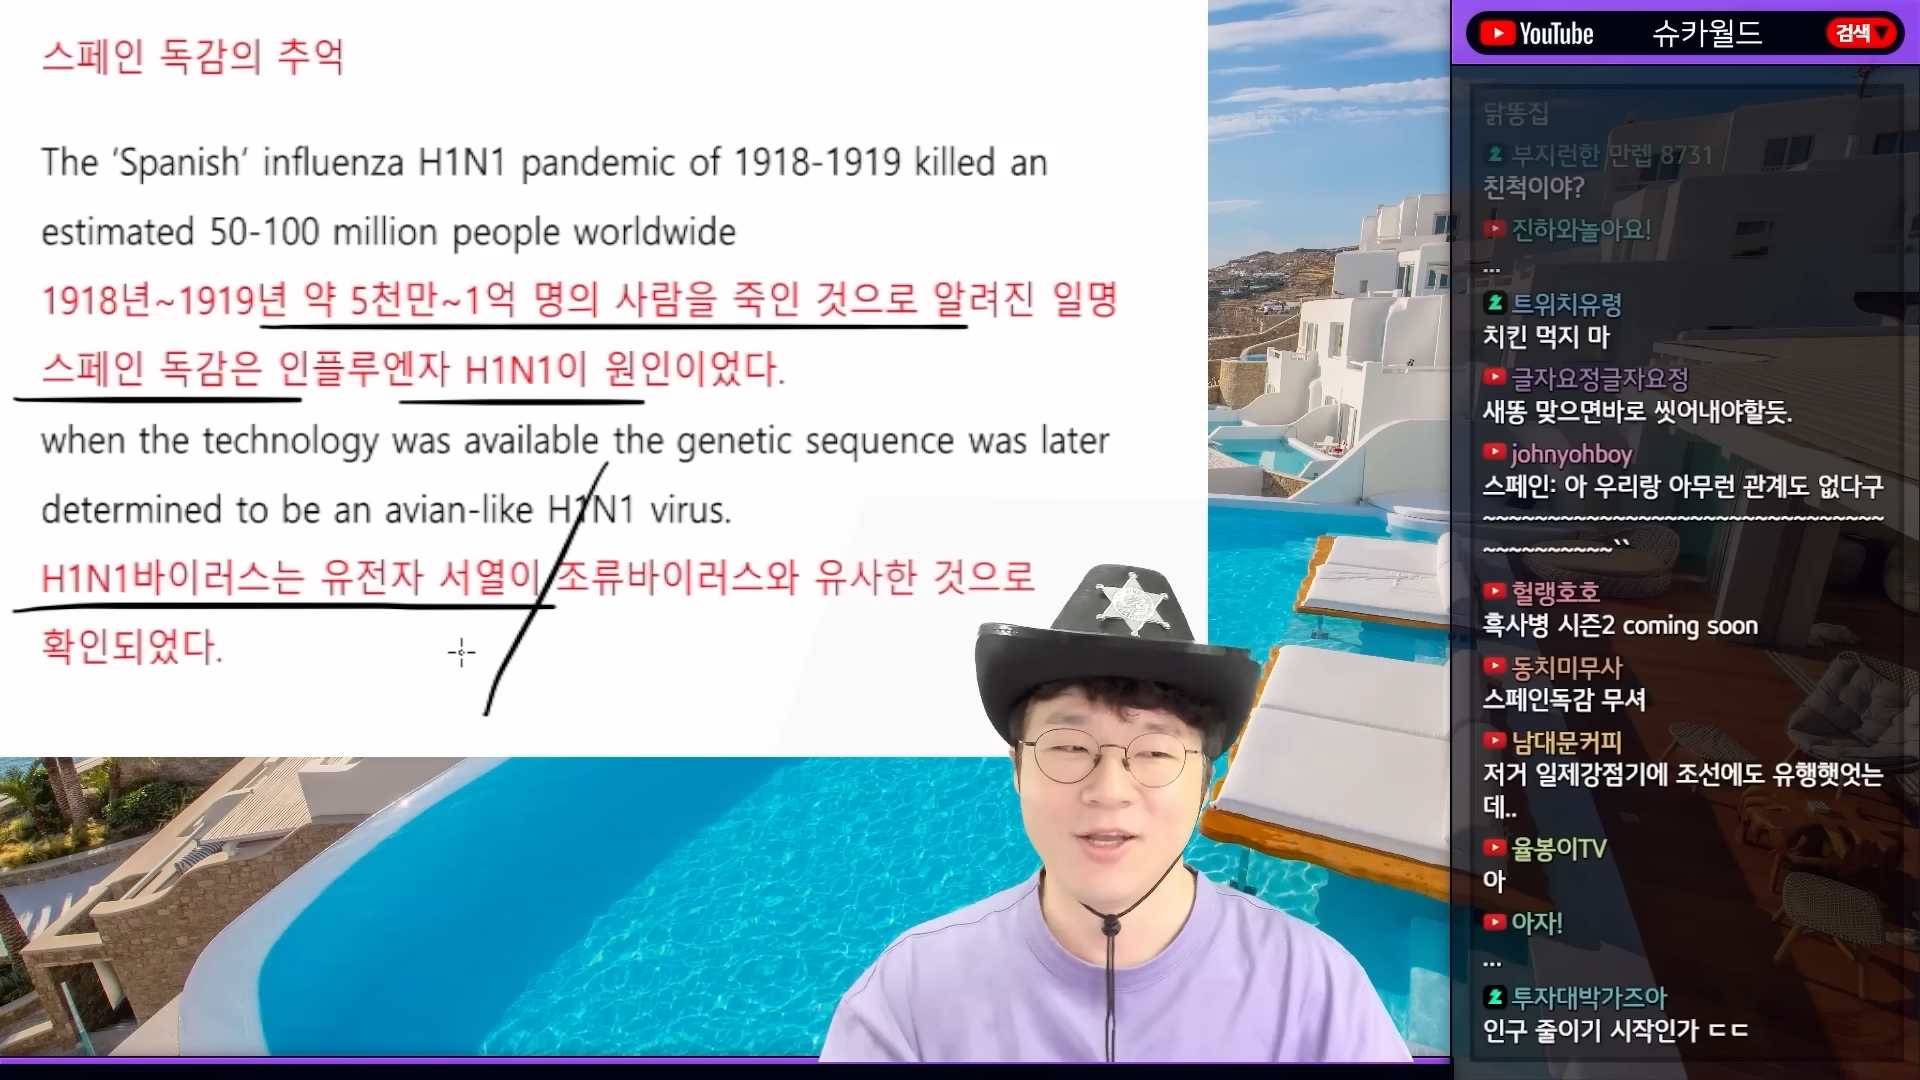 스페인 독감의 추억
The ‘Spanish’ influenza H1N1 pandemic of 1918-1919 killed an
estimated 50-100 million people worldwide
1918년~1919년 약 5천만~1억 명의 사람을 죽인 것으로 알려진 일명
스페인 독감은 인플루엔자 H1N1이 원인이었다.
when the technology was available the genetic sequence was later
determined to be an avian-like H1N1 virus.
H1N1바이러스는 유전자 서열이 조류바이러스와 유사한 것으로
확인되었다.
YouTube 슈카월드 검색
닭똥집
부지런한 만렙 8731
친척이야?
진하와놀아요!
...
트위치유령
치킨 먹지 마
글자요정글자요정
새똥 맞으면바로 씻어내야할듯.
johnyohboy
스페인: 아 우리랑 아무런 관계도 없다구
~~~~~~~~~~~~~~~~~~~~~~~~~~~~~~~
~~~~~~~~~~``
헐랭호호
흑사병 시즌2 coming soon
동치미무사
스페인독감 무셔
남대문커피
저거 일제강점기에 조선에도 유행햇엇는
데..
율봉이TV
아
아자!
...
투자대박가즈아
인구 줄이기 시작인가 ㄷㄷ